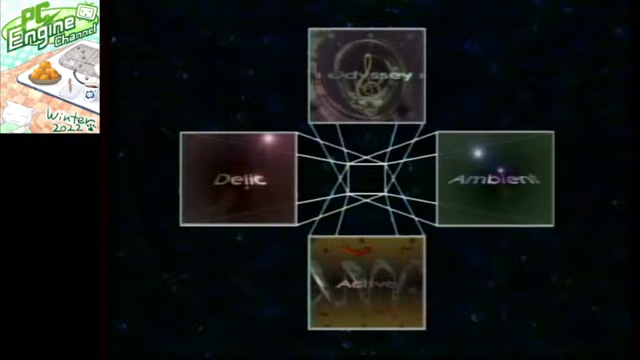 PC
Engine
Channel
Winter
2022
Odyssey
Delic
Ambient
Active